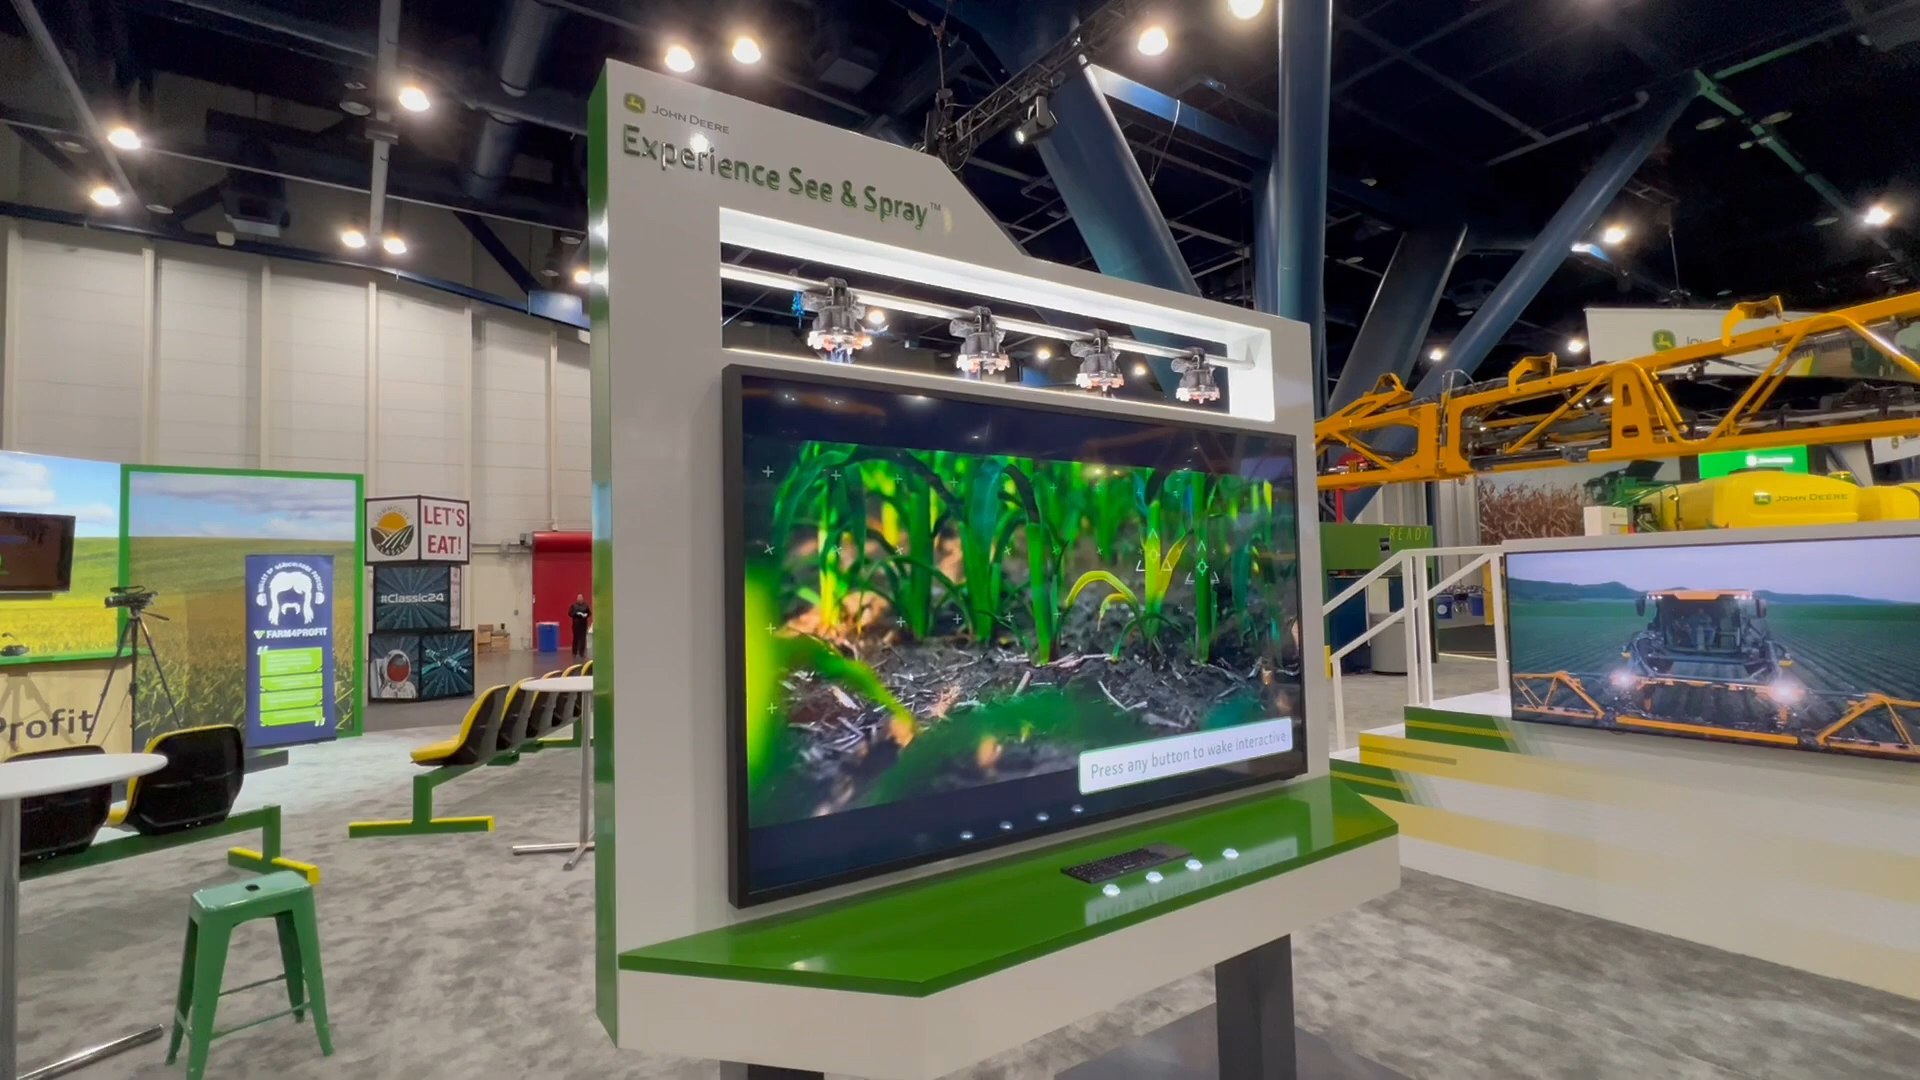 JOHN DEERE
Experience See & Spray™
Press any button to wake interactive
LET'S
EAT!
#Classic24
FARM4PROFIT
Profit
READY
JOHN DEERE